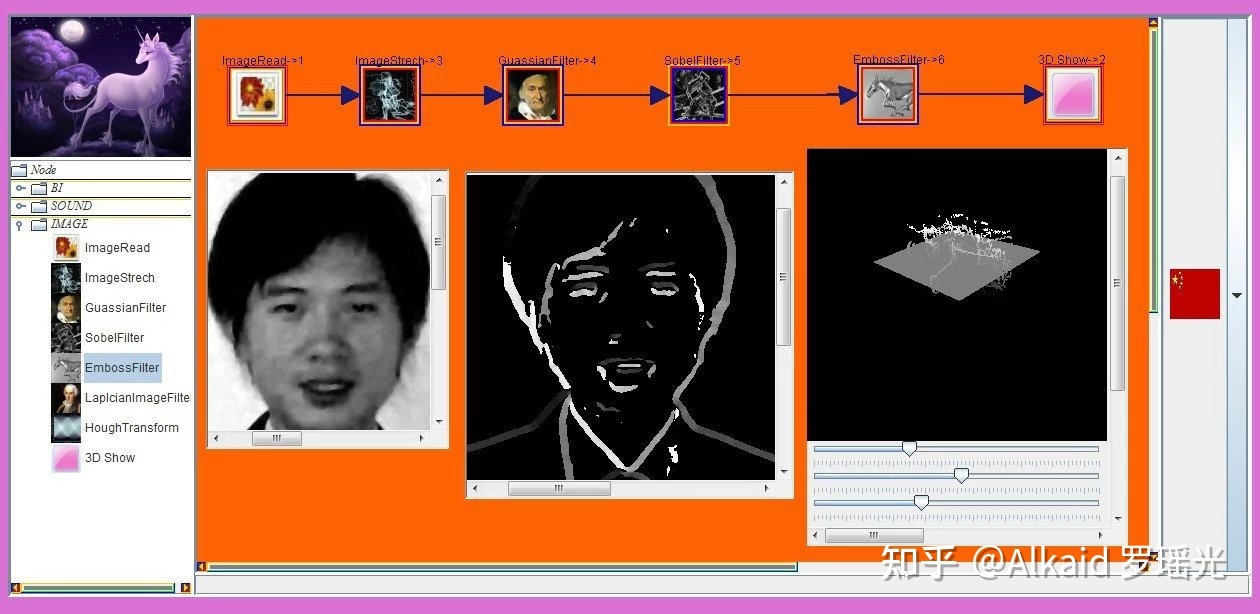 ImageRead->1
ImageStrech->3
GuassianFilter->4
SobelFilter->5
EmbossFilter->6
3D Show->2
Node
BI
SOUND
IMAGE
ImageRead
ImageStrech
GuassianFilter
SobelFilter
EmbossFilter
LaplcianImageFilte
HoughTransform
3D Show
知乎 @Alkaid 罗瑶光